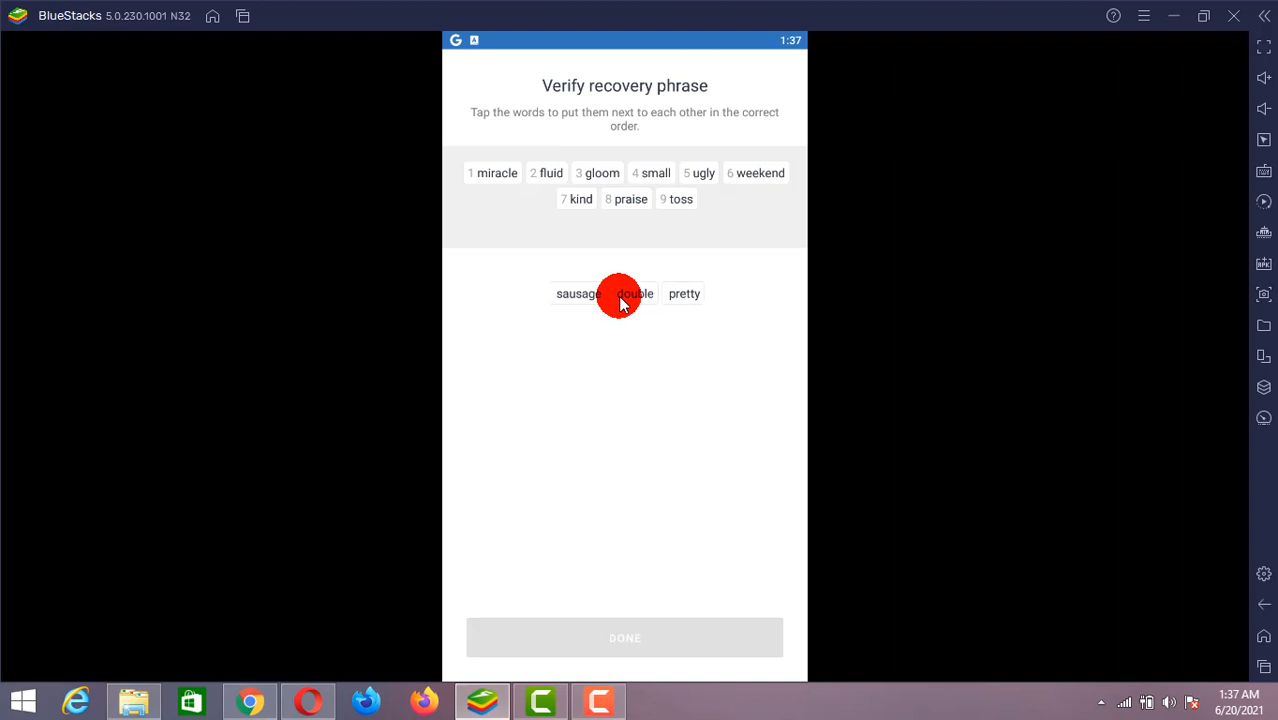 BlueStacks 5.0.230.1001 N32
1:37
Verify recovery phrase
Tap the words to put them next to each other in the correct
order.
1 miracle 2 fluid 3 gloom 4 small 5 ugly 6 weekend
7 kind 8 praise 9 toss
sausage double pretty
DONE
1:37 AM
6/20/2021